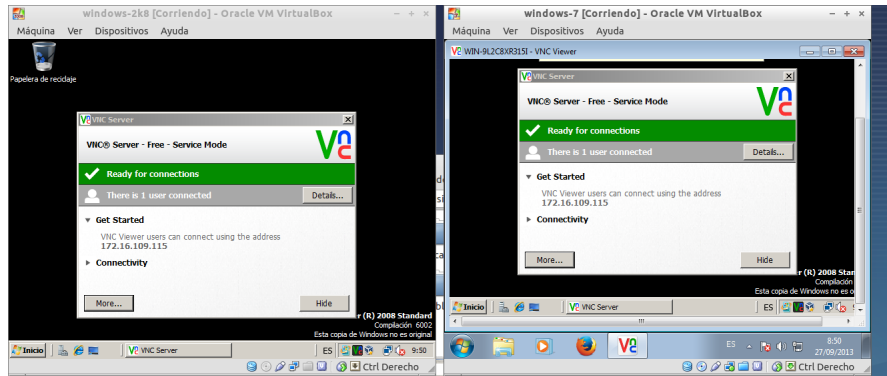 windows-2k8 [Corriendo] - Oracle VM VirtualBox
Máquina Ver Dispositivos Ayuda
Papelera de reciclaje
VNC Server
VNC® Server - Free - Service Mode
Ready for connections
There is 1 user connected
Details...
Get Started
VNC Viewer users can connect using the address
172.16.109.115
Connectivity
More...
Hide
r (R) 2008 Standard
Compilación 6002
Esta copia de Windows no es original
Inicio
VNC Server
ES
9:50
Ctrl Derecho
windows-7 [Corriendo] - Oracle VM VirtualBox
Máquina Ver Dispositivos Ayuda
WIN-9L2C8XR315I - VNC Viewer
VNC Server
VNC® Server - Free - Service Mode
Ready for connections
There is 1 user connected
Details...
Get Started
VNC Viewer users can connect using the address
172.16.109.115
Connectivity
More...
Hide
r (R) 2008 Stan
Compilación
Esta copia de Windows no es o
Inicio
VNC Server
ES
ES
8:50
27/09/2013
Ctrl Derecho